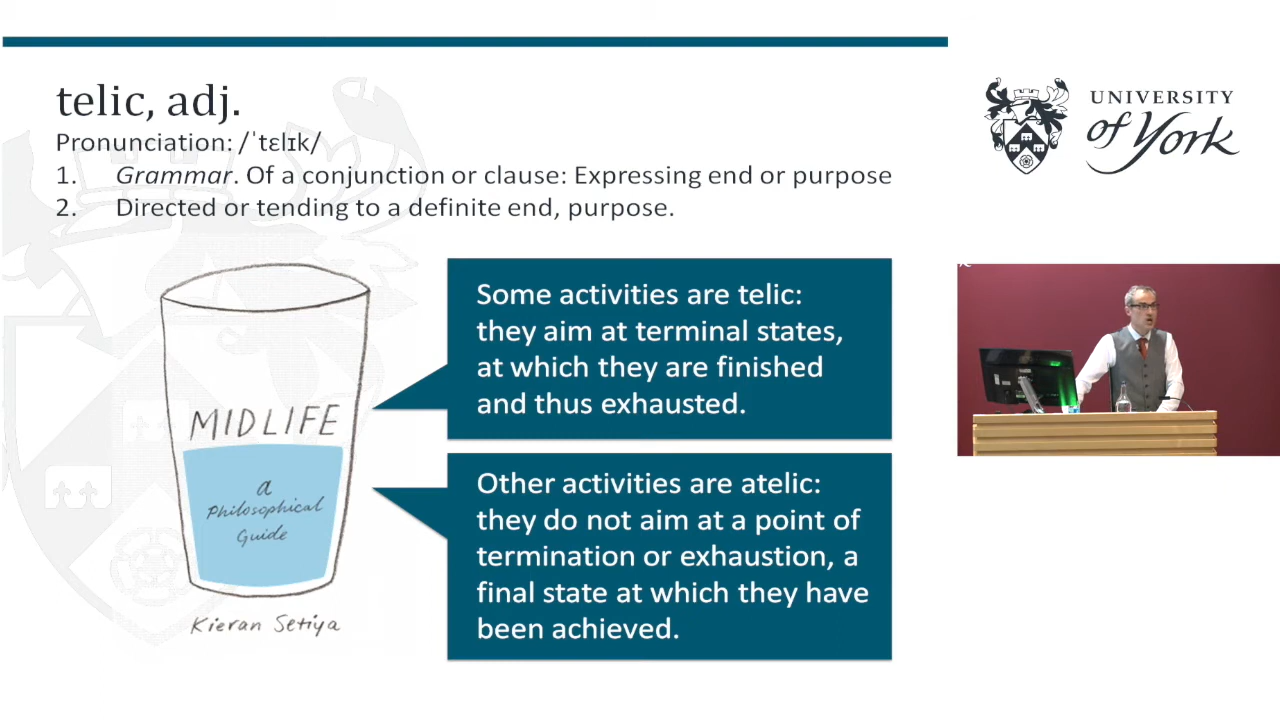 telic, adj.
Pronunciation: /ˈtɛlɪk/
1. Grammar. Of a conjunction or clause: Expressing end or purpose
2. Directed or tending to a definite end, purpose.
MIDLIFE
a
Philosophical
Guide
Kieran Setiya
Some activities are telic:
they aim at terminal states,
at which they are finished
and thus exhausted.
Other activities are atelic:
they do not aim at a point of
termination or exhaustion, a
final state at which they have
been achieved.
UNIVERSITY
of York